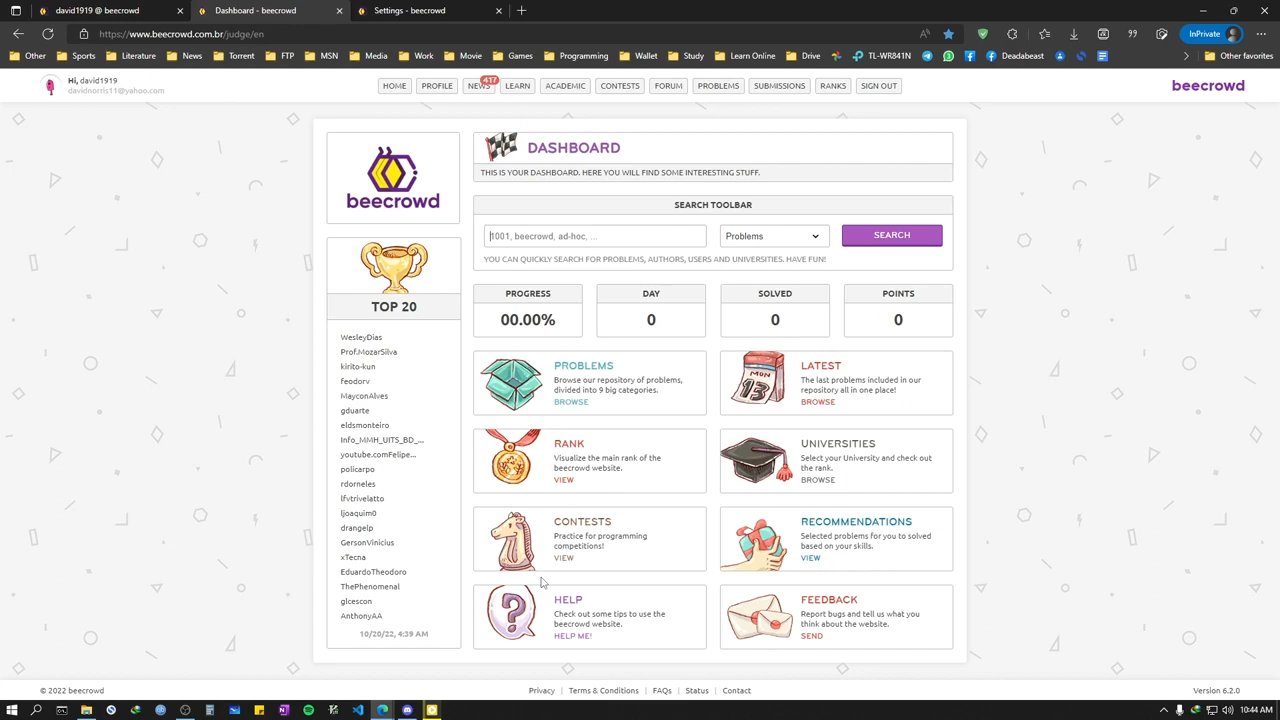 david1919 @ beecrowd
Dashboard - beecrowd
Settings - beecrowd
https://www.beecrowd.com.br/judge/en
InPrivate
Other
Sports
Literature
News
Torrent
FTP
MSN
Media
Work
Movie
Games
Programming
Wallet
Study
Learn Online
Drive
TL-WR841N
Deadabeast
Other favorites
Hi, david1919
davidnorris11@yahoo.com
HOME
PROFILE
NEWS
417
LEARN
ACADEMIC
CONTESTS
FORUM
PROBLEMS
SUBMISSIONS
RANKS
SIGN OUT
beecrowd
beecrowd
TOP 20
WesleyDias
Prof.MozarSilva
kirito-kun
feodorv
MayconAlves
gduarte
eldsmonteiro
Info_MMH_UITS_BD_...
youtube.comFelipe...
policarpo
rdorneles
lfvtrivelatto
ljoaquim0
drangelp
GersonVinicius
xTecna
EduardoTheodoro
ThePhenomenal
glcescon
AnthonyAA
10/20/22, 4:39 AM
DASHBOARD
THIS IS YOUR DASHBOARD. HERE YOU WILL FIND SOME INTERESTING STUFF.
SEARCH TOOLBAR
1001, beecrowd, ad-hoc, ...
Problems
SEARCH
YOU CAN QUICKLY SEARCH FOR PROBLEMS, AUTHORS, USERS AND UNIVERSITIES. HAVE FUN!
PROGRESS
00.00%
DAY
0
SOLVED
0
POINTS
0
PROBLEMS
Browse our repository of problems,
divided into 9 big categories.
BROWSE
MON
13
LATEST
The last problems included in our
repository all in one place!
BROWSE
RANK
Visualize the main rank of the
beecrowd website.
VIEW
UNIVERSITIES
Select your University and check out
the rank.
BROWSE
CONTESTS
Practice for programming
competitions!
VIEW
RECOMMENDATIONS
Selected problems for you to solved
based on your skills.
VIEW
?
HELP
Check out some tips to use the
beecrowd website.
HELP ME!
FEEDBACK
Report bugs and tell us what you
think about the website.
SEND
© 2022 beecrowd
Privacy | Terms & Conditions | FAQs | Status | Contact
Version 6.2.0
10:44 AM